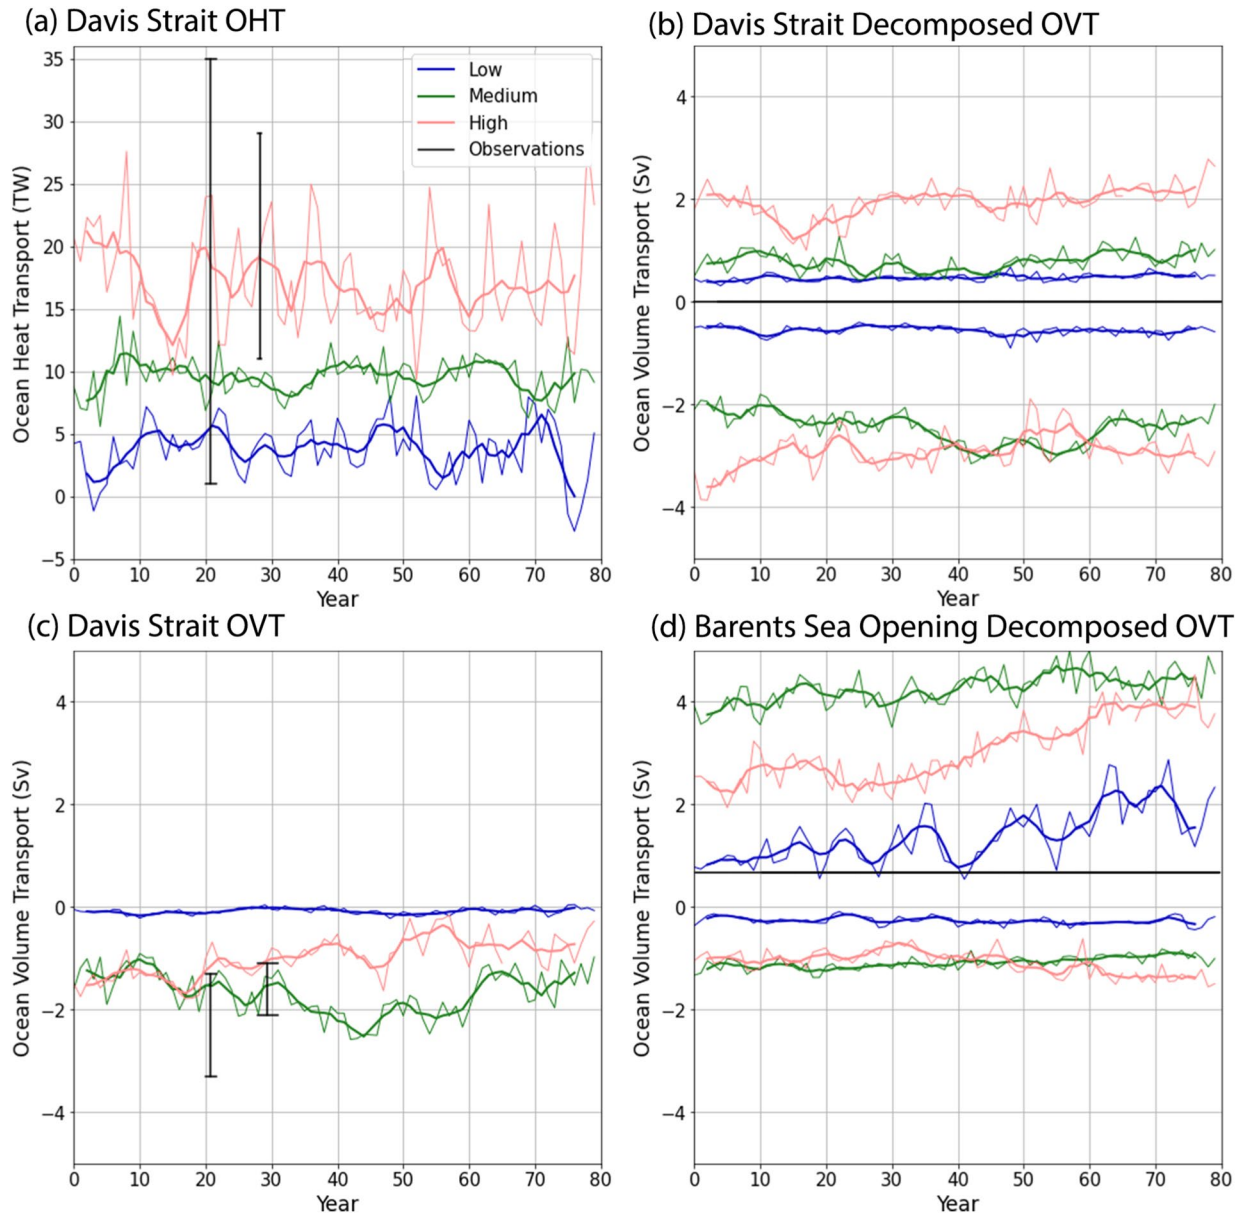 (a) Davis Strait OHT
35
30
25
20
15
10
5
0
−5
Ocean Heat Transport (TW)
Low
Medium
High
Observations
0 10 20 30 40 50 60 70 80
Year
(b) Davis Strait Decomposed OVT
4
2
0
−2
−4
Ocean Volume Transport (Sv)
0 10 20 30 40 50 60 70 80
Year
(c) Davis Strait OVT
4
2
0
−2
−4
Ocean Volume Transport (Sv)
0 10 20 30 40 50 60 70 80
Year
(d) Barents Sea Opening Decomposed OVT
4
2
0
−2
−4
Ocean Volume Transport (Sv)
0 10 20 30 40 50 60 70 80
Year